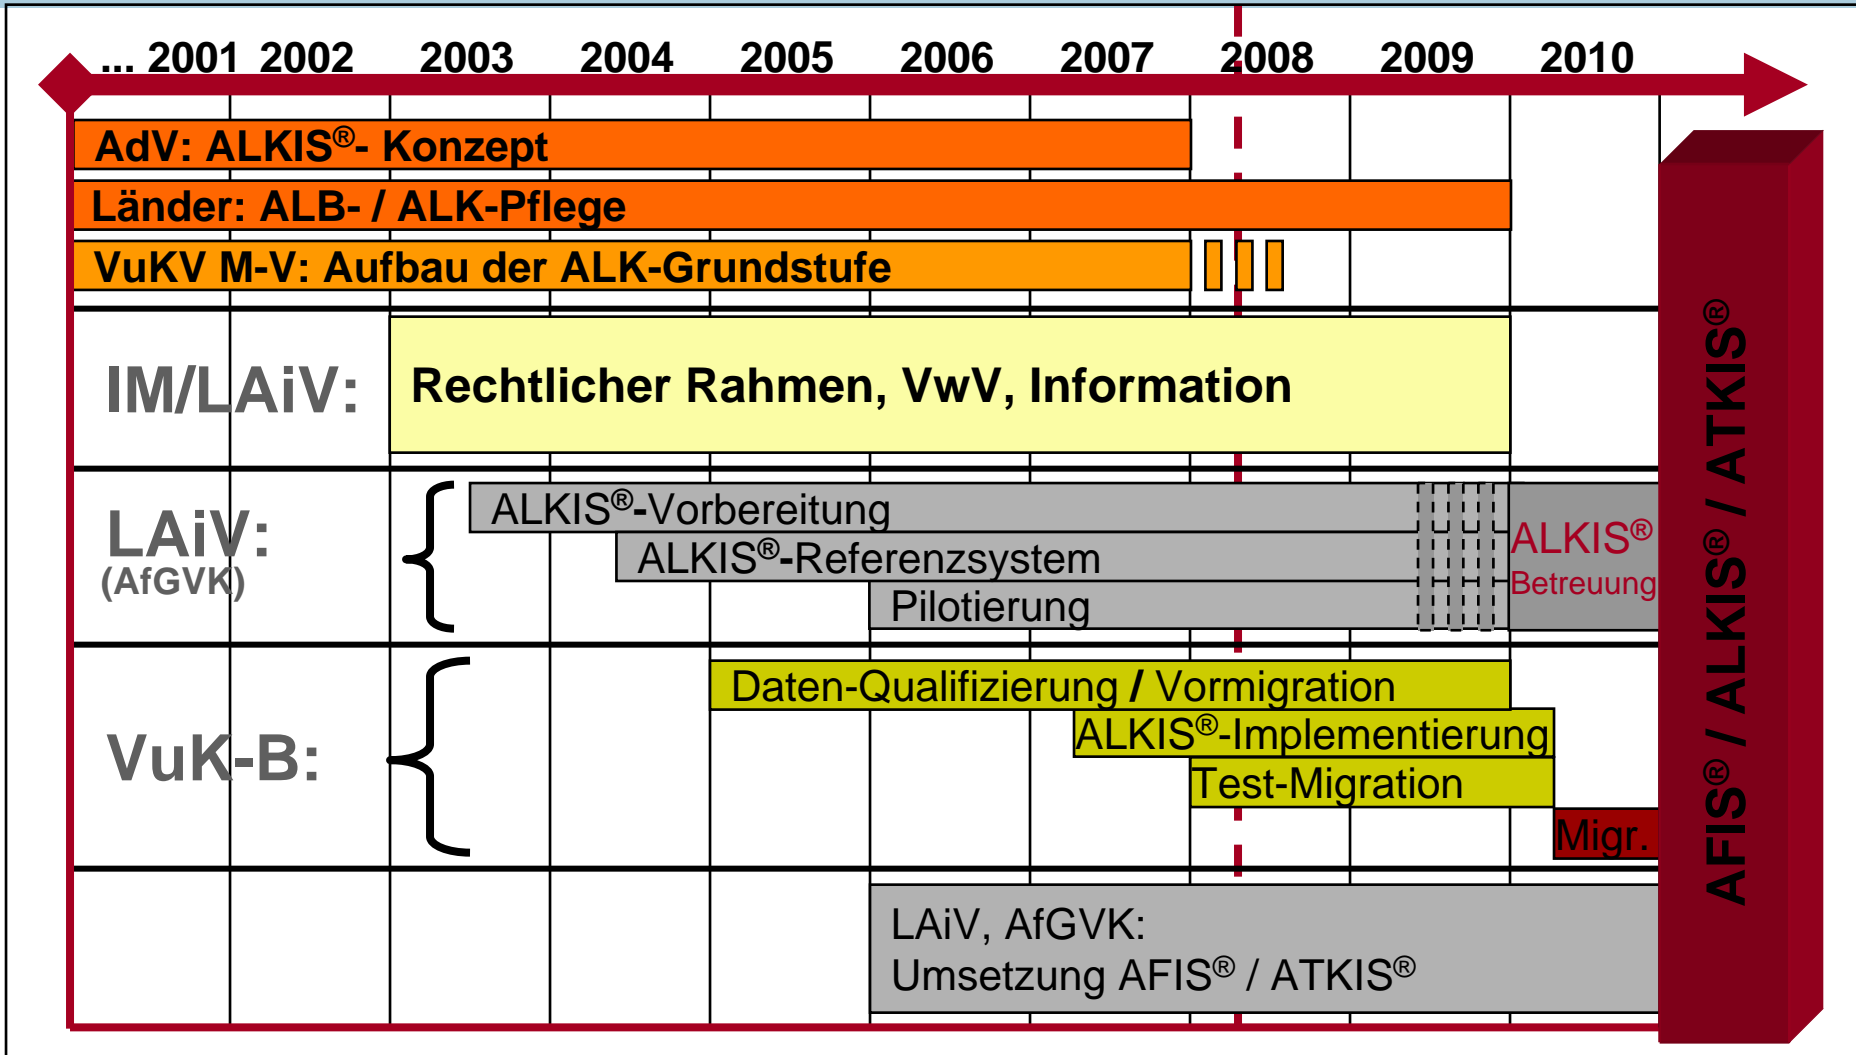 ... 2001 2002 2003 2004 2005 2006 2007 2008 2009 2010
AdV: ALKIS®- Konzept
Länder: ALB- / ALK-Pflege
VuKV M-V: Aufbau der ALK-Grundstufe
IM/LAiV:
Rechtlicher Rahmen, VwV, Information
LAiV:
(AfGVK)
ALKIS®-Vorbereitung
ALKIS®-Referenzsystem
Pilotierung
ALKIS®
Betreuung
VuK-B:
Daten-Qualifizierung / Vormigration
ALKIS®-Implementierung
Test-Migration
Migr.
LAiV, AfGVK:
Umsetzung AFIS® / ATKIS®
AFIS® / ALKIS® / ATKIS®